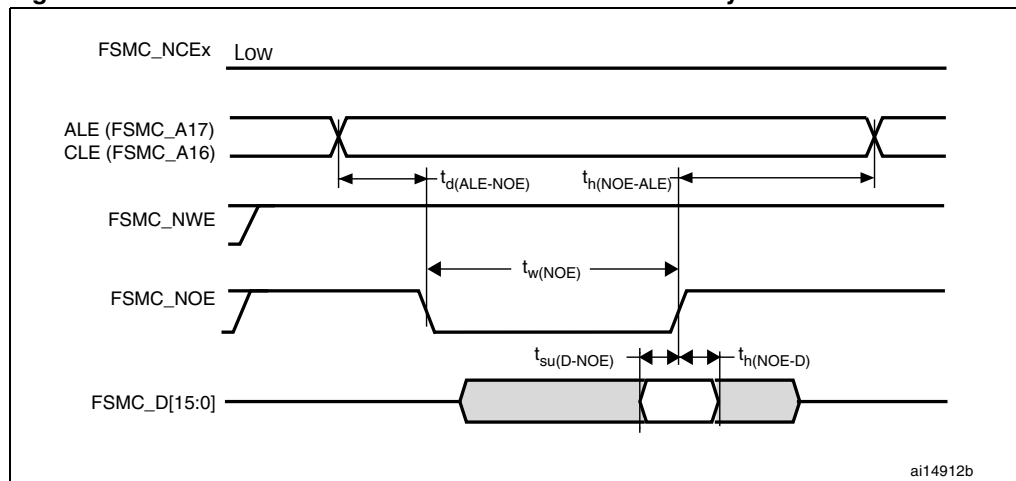 FSMC_NCEx Low
ALE (FSMC_A17)
CLE (FSMC_A16)
td(ALE-NOE) th(NOE-ALE)
FSMC_NWE
tw(NOE)
FSMC_NOE
tsu(D-NOE) th(NOE-D)
FSMC_D[15:0]
ai14912b